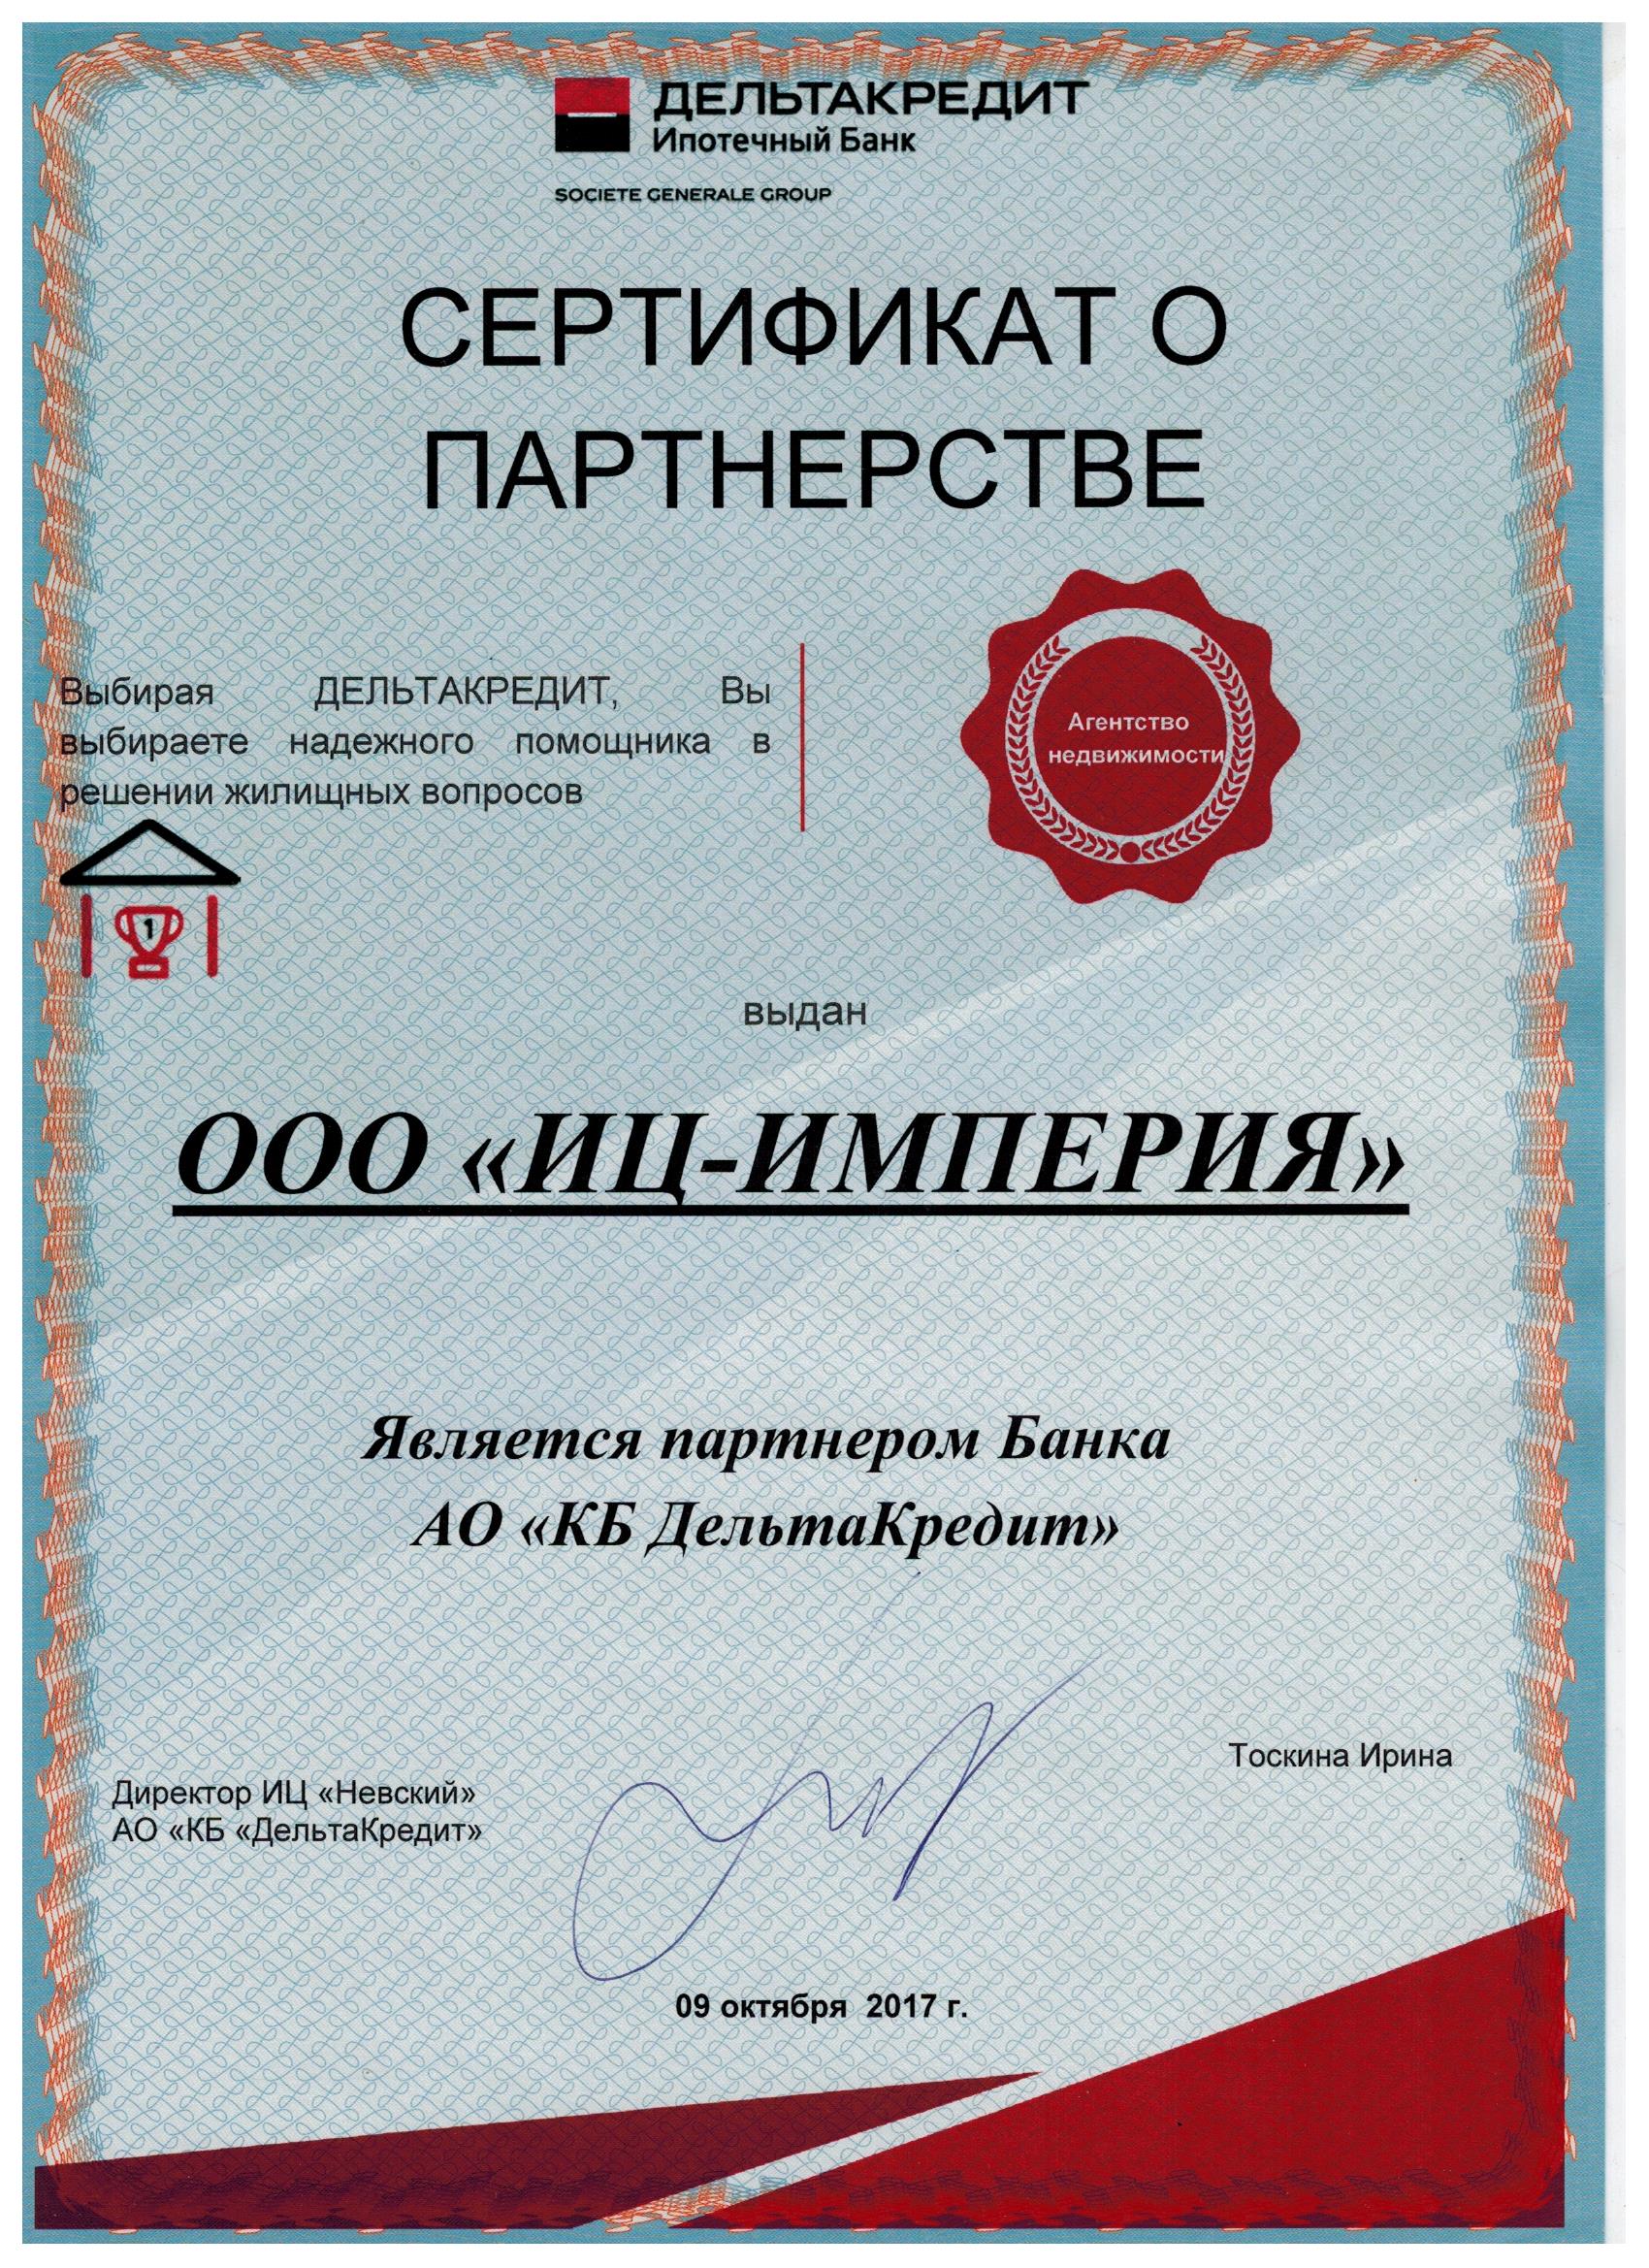 ДЕЛЬТАКРЕДИТ
Ипотечный Банк
SOCIETE GENERALE GROUP
СЕРТИФИКАТ О
ПАРТНЕРСТВЕ
Выбирая ДЕЛЬТАКРЕДИТ, Вы
выбираете надежного помощника в
решении жилищных вопросов
Агентство
недвижимости
1
выдан
ООО «ИЦ-ИМПЕРИЯ»
Является партнером Банка
АО «КБ ДельтаКредит»
Тоскина Ирина
Директор ИЦ «Невский»
АО «КБ «ДельтаКредит»
09 октября 2017 г.